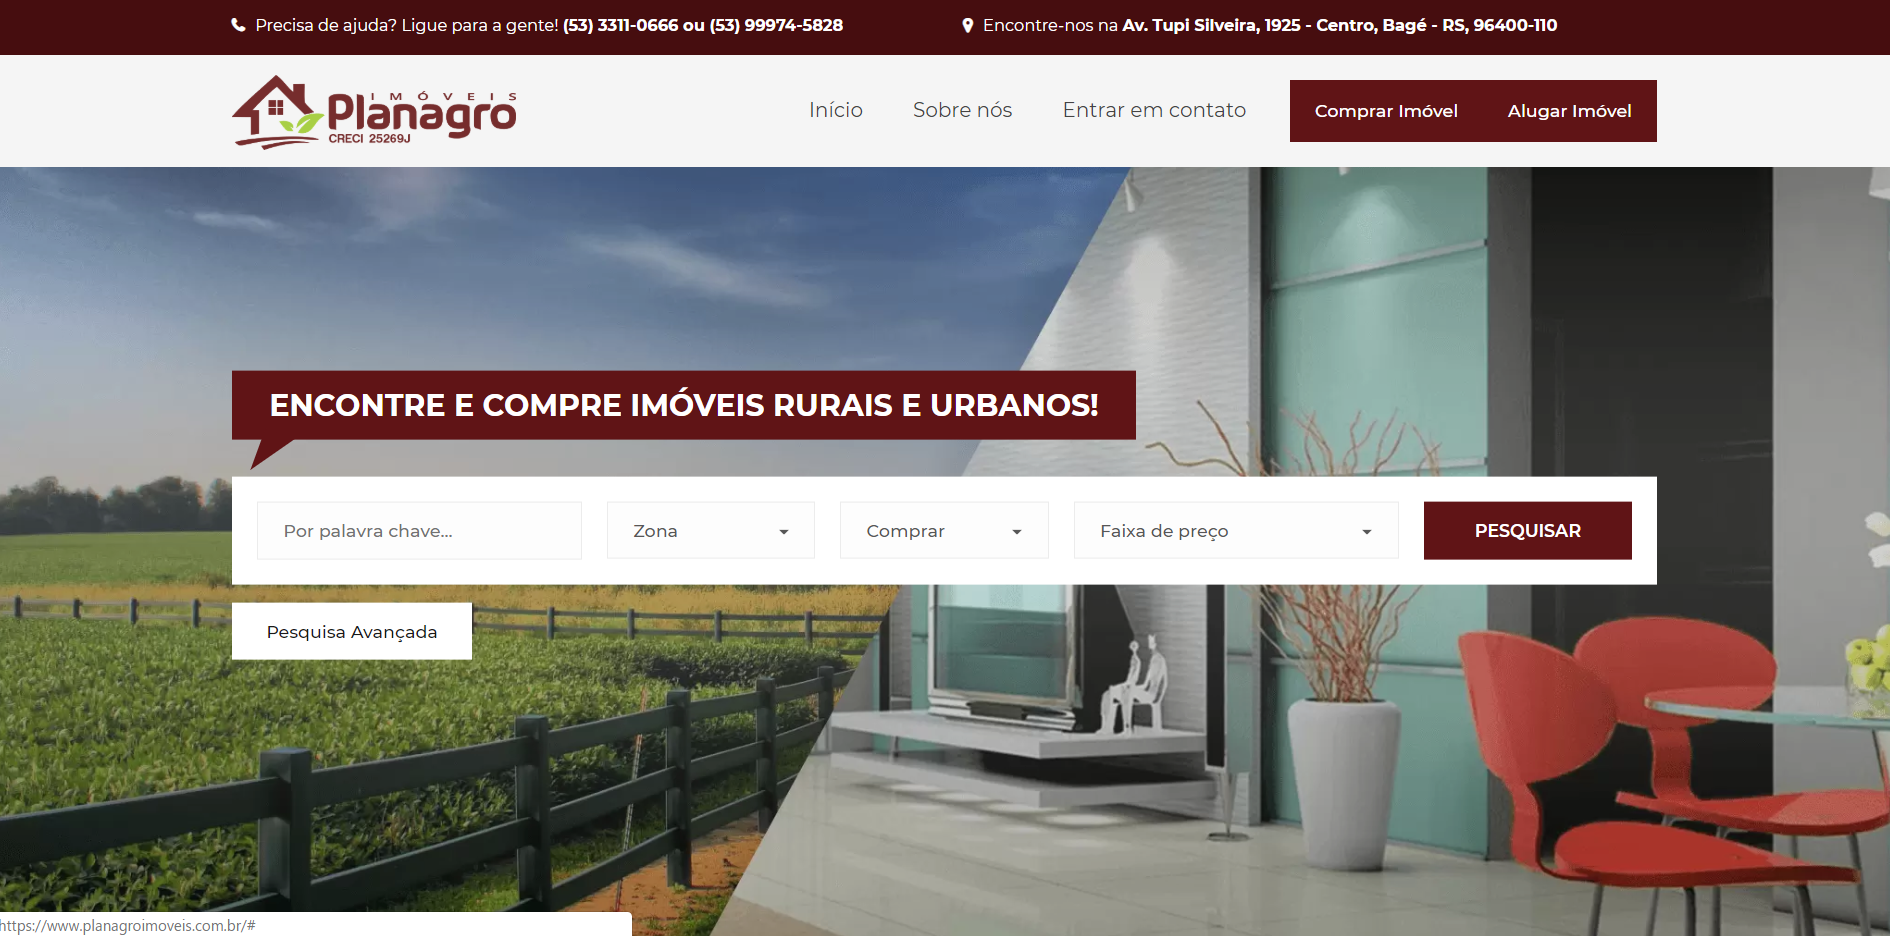 Precisa de ajuda? Ligue para a gente! (53) 3311-0666 ou (53) 99974-5828
Encontre-nos na Av. Tupi Silveira, 1925 - Centro, Bagé - RS, 96400-110
IMÓVEIS
Planagro
CRECI 25269J
Início
Sobre nós
Entrar em contato
Comprar Imóvel
Alugar Imóvel
ENCONTRE E COMPRE IMÓVEIS RURAIS E URBANOS!
Por palavra chave...
Zona
Comprar
Faixa de preço
PESQUISAR
Pesquisa Avançada
https://www.planagroimoveis.com.br/#